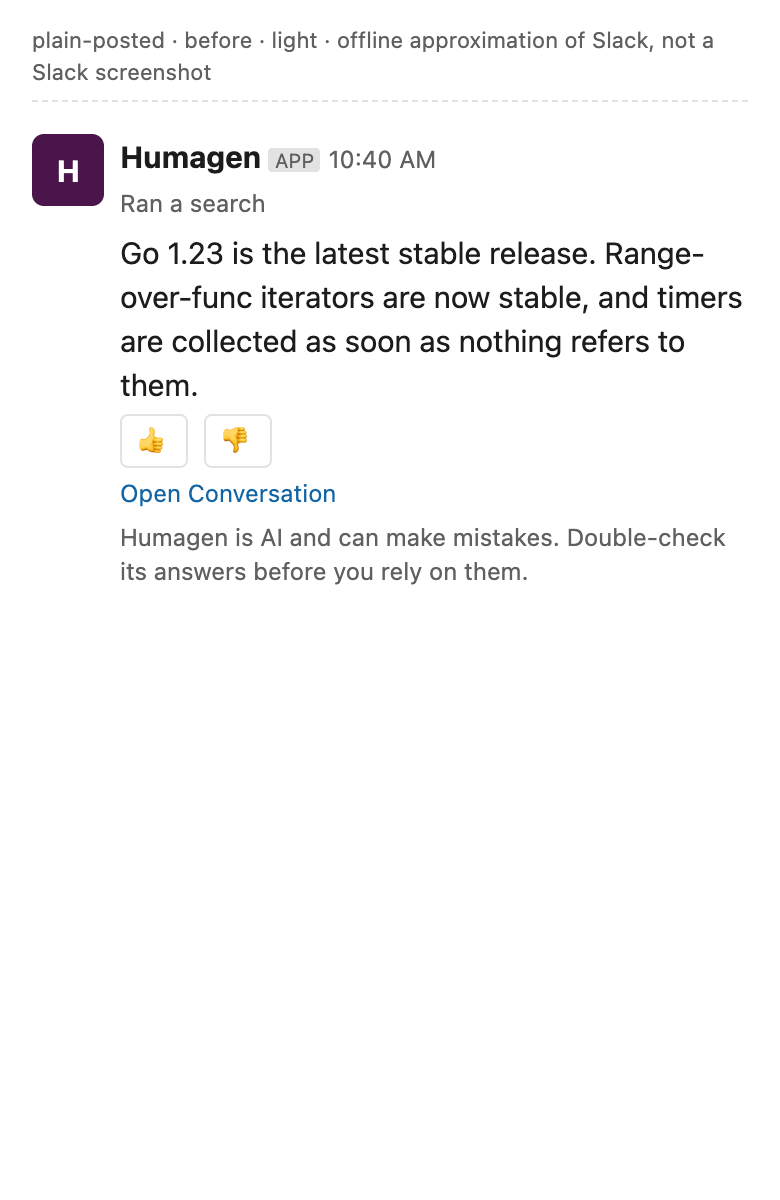 plain-posted · before · light · offline approximation of Slack, not a
Slack screenshot
H
Humagen APP 10:40 AM
Ran a search
Go 1.23 is the latest stable release. Range-
over-func iterators are now stable, and timers
are collected as soon as nothing refers to
them.
Open Conversation
Humagen is AI and can make mistakes. Double-check
its answers before you rely on them.